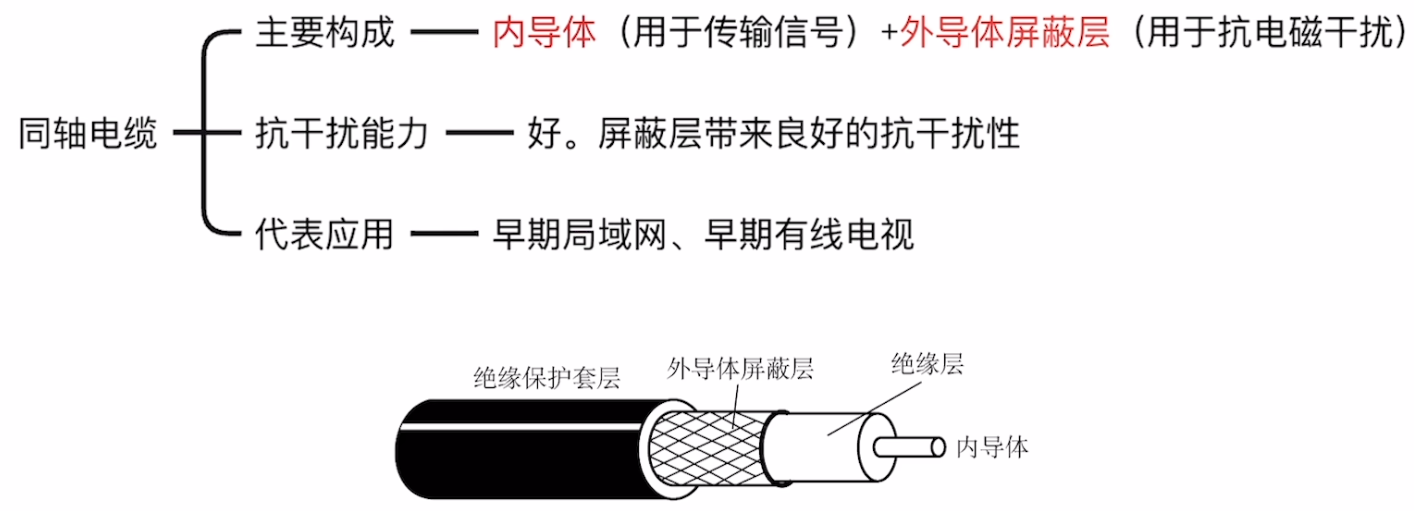 主要构成 内导体（用于传输信号）+外导体屏蔽层（用于抗电磁干扰）
同轴电缆 抗干扰能力 好。屏蔽层带来良好的抗干扰性
代表应用 早期局域网、早期有线电视
绝缘保护套层 外导体屏蔽层 绝缘层
内导体